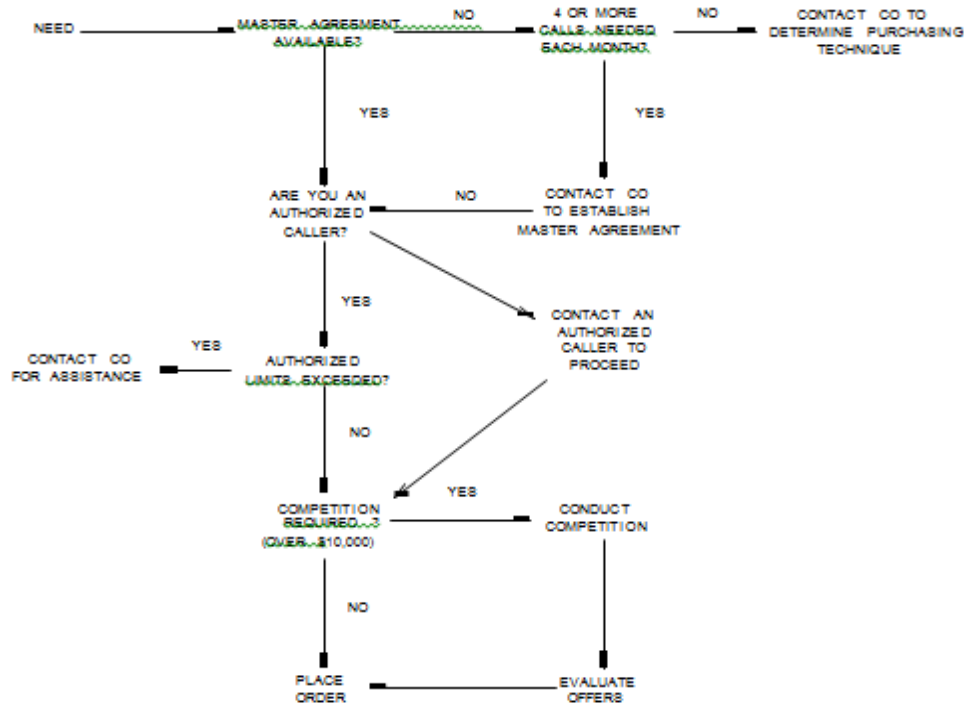 NEED
MASTER AGREEMENT
AVAILABLE?
NO
4 OR MORE
CALLS NEEDED
EACH MONTH?
NO
CONTACT CO TO
DETERMINE PURCHASING
TECHNIQUE
YES
YES
ARE YOU AN
AUTHORIZED
CALLER?
NO
CONTACT CO
TO ESTABLISH
MASTER AGREEMENT
YES
CONTACT AN
AUTHORIZED
CALLER TO
PROCEED
CONTACT CO
FOR ASSISTANCE
YES
AUTHORIZED
LIMITS EXCEEDED?
NO
COMPETITION
REQUIRED ?
(OVER $10,000)
YES
CONDUCT
COMPETITION
NO
PLACE
ORDER
EVALUATE
OFFERS